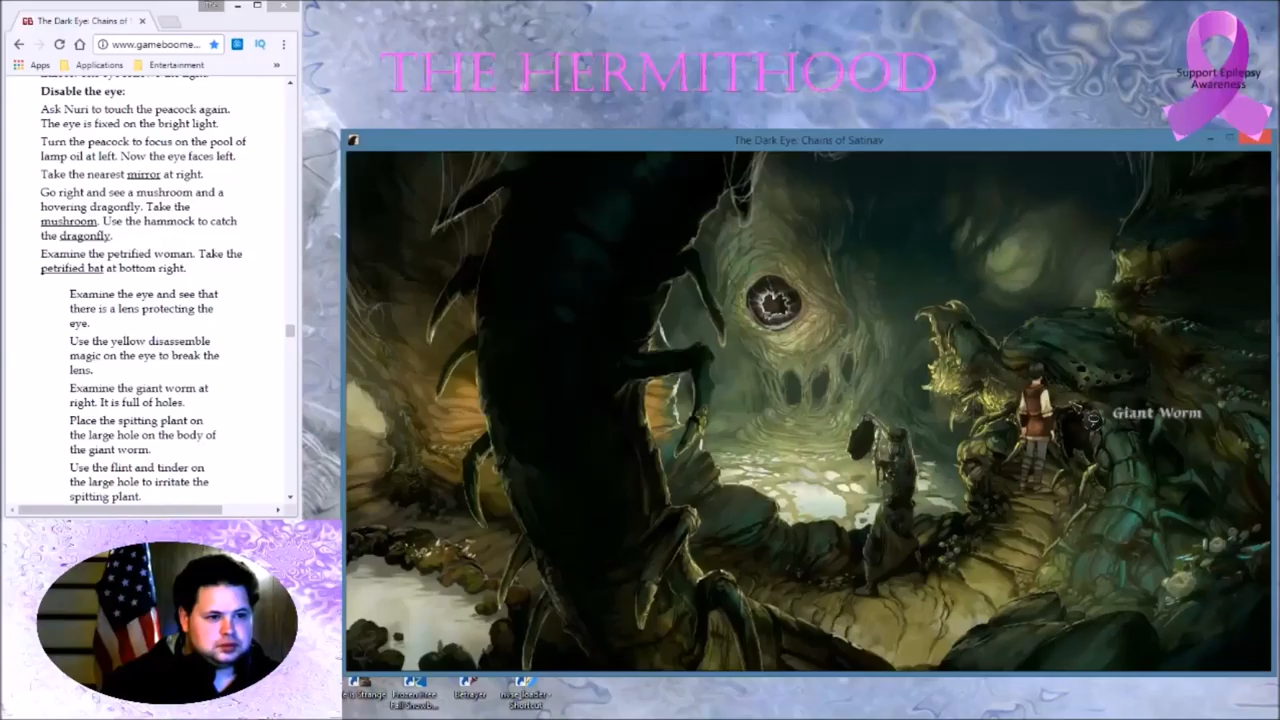 The Dark Eye: Chains of
www.gameboome...
Apps Applications Entertainment »
Disable the eye:
Ask Nuri to touch the peacock again.
The eye is fixed on the bright light.
Turn the peacock to focus on the pool of
lamp oil at left. Now the eye faces left.
Take the nearest mirror at right.
Go right and see a mushroom and a
hovering dragonfly. Take the
mushroom. Use the hammock to catch
the dragonfly.
Examine the petrified woman. Take the
petrified bat at bottom right.
Examine the eye and see that
there is a lens protecting the
eye.
Use the yellow disassemble
magic on the eye to break the
lens.
Examine the giant worm at
right. It is full of holes.
Place the spitting plant on
the large hole on the body of
the giant worm.
Use the flint and tinder on
the large hole to irritate the
spitting plant.
THE HERMITHOOD
Support Epilepsy
Awareness
The Dark Eye: Chains of Satinav
Giant Worm
Frozen Free
Fall Snowb...
Betrayer
Shortcut